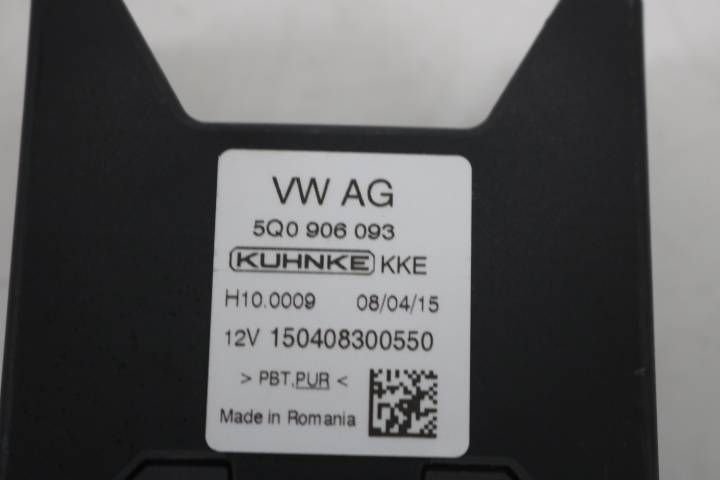 VW AG
5Q0 906 093
KUHNKE KKE
H10.0009 08/04/15
12V 150408300550
> PBT,PUR <
Made in Romania